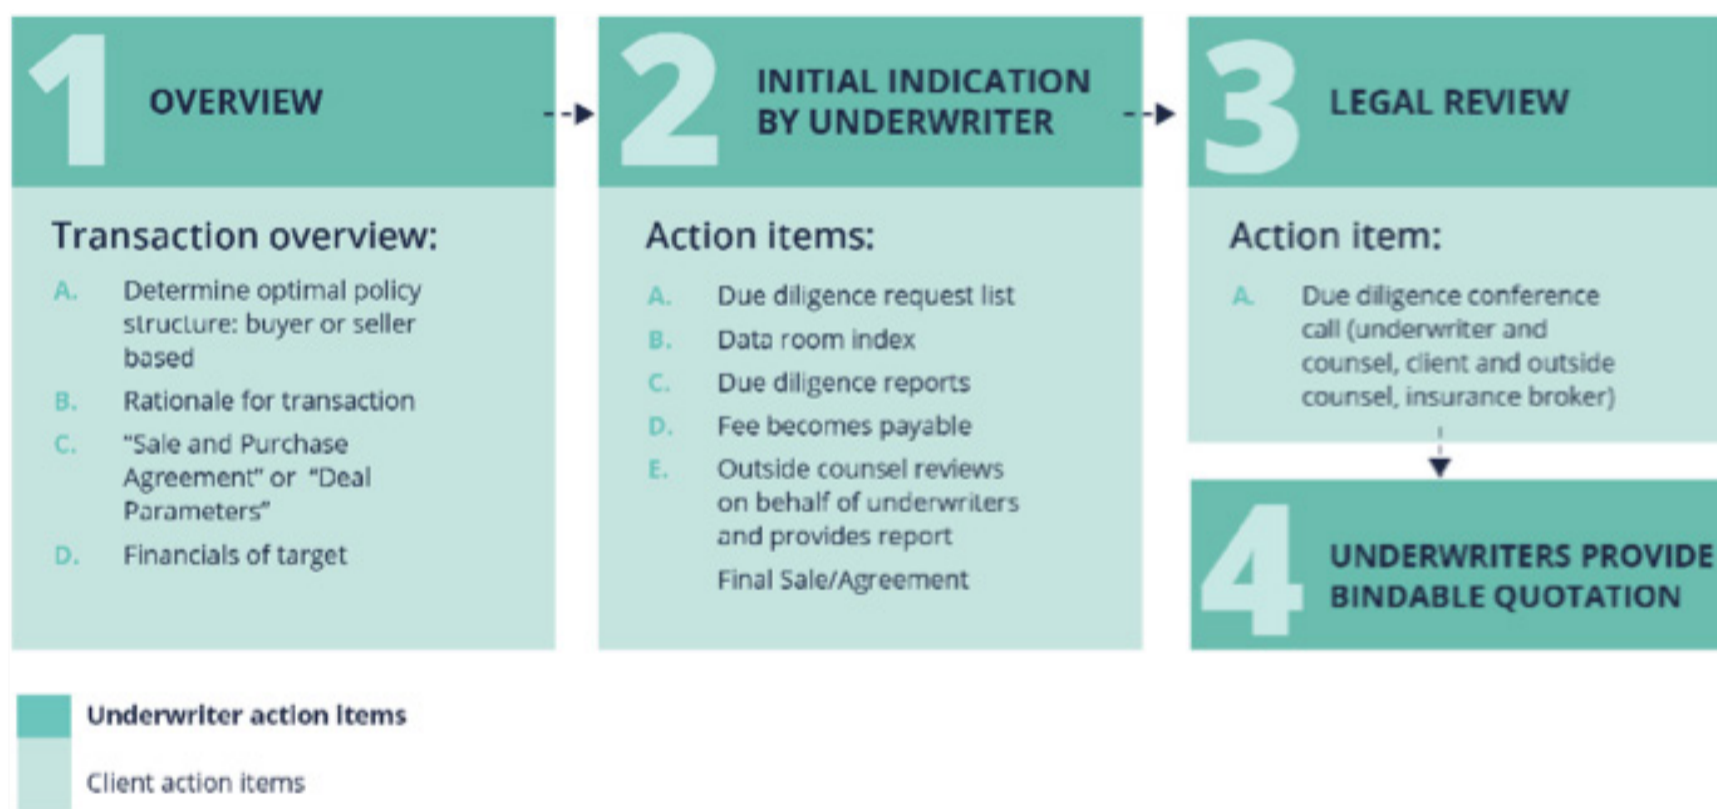 1
OVERVIEW
Transaction overview:
A. Determine optimal policy
structure: buyer or seller
based
B. Rationale for transaction
C. “Sale and Purchase
Agreement” or “Deal
Parameters”
D. Financials of target
2
INITIAL INDICATION
BY UNDERWRITER
Action items:
A. Due diligence request list
B. Data room index
C. Due diligence reports
D. Fee becomes payable
E. Outside counsel reviews
on behalf of underwriters
and provides report
Final Sale/Agreement
3
LEGAL REVIEW
Action item:
A. Due diligence conference
call (underwriter and
counsel, client and outside
counsel, insurance broker)
4
UNDERWRITERS PROVIDE
BINDABLE QUOTATION
Underwriter action items
Client action items